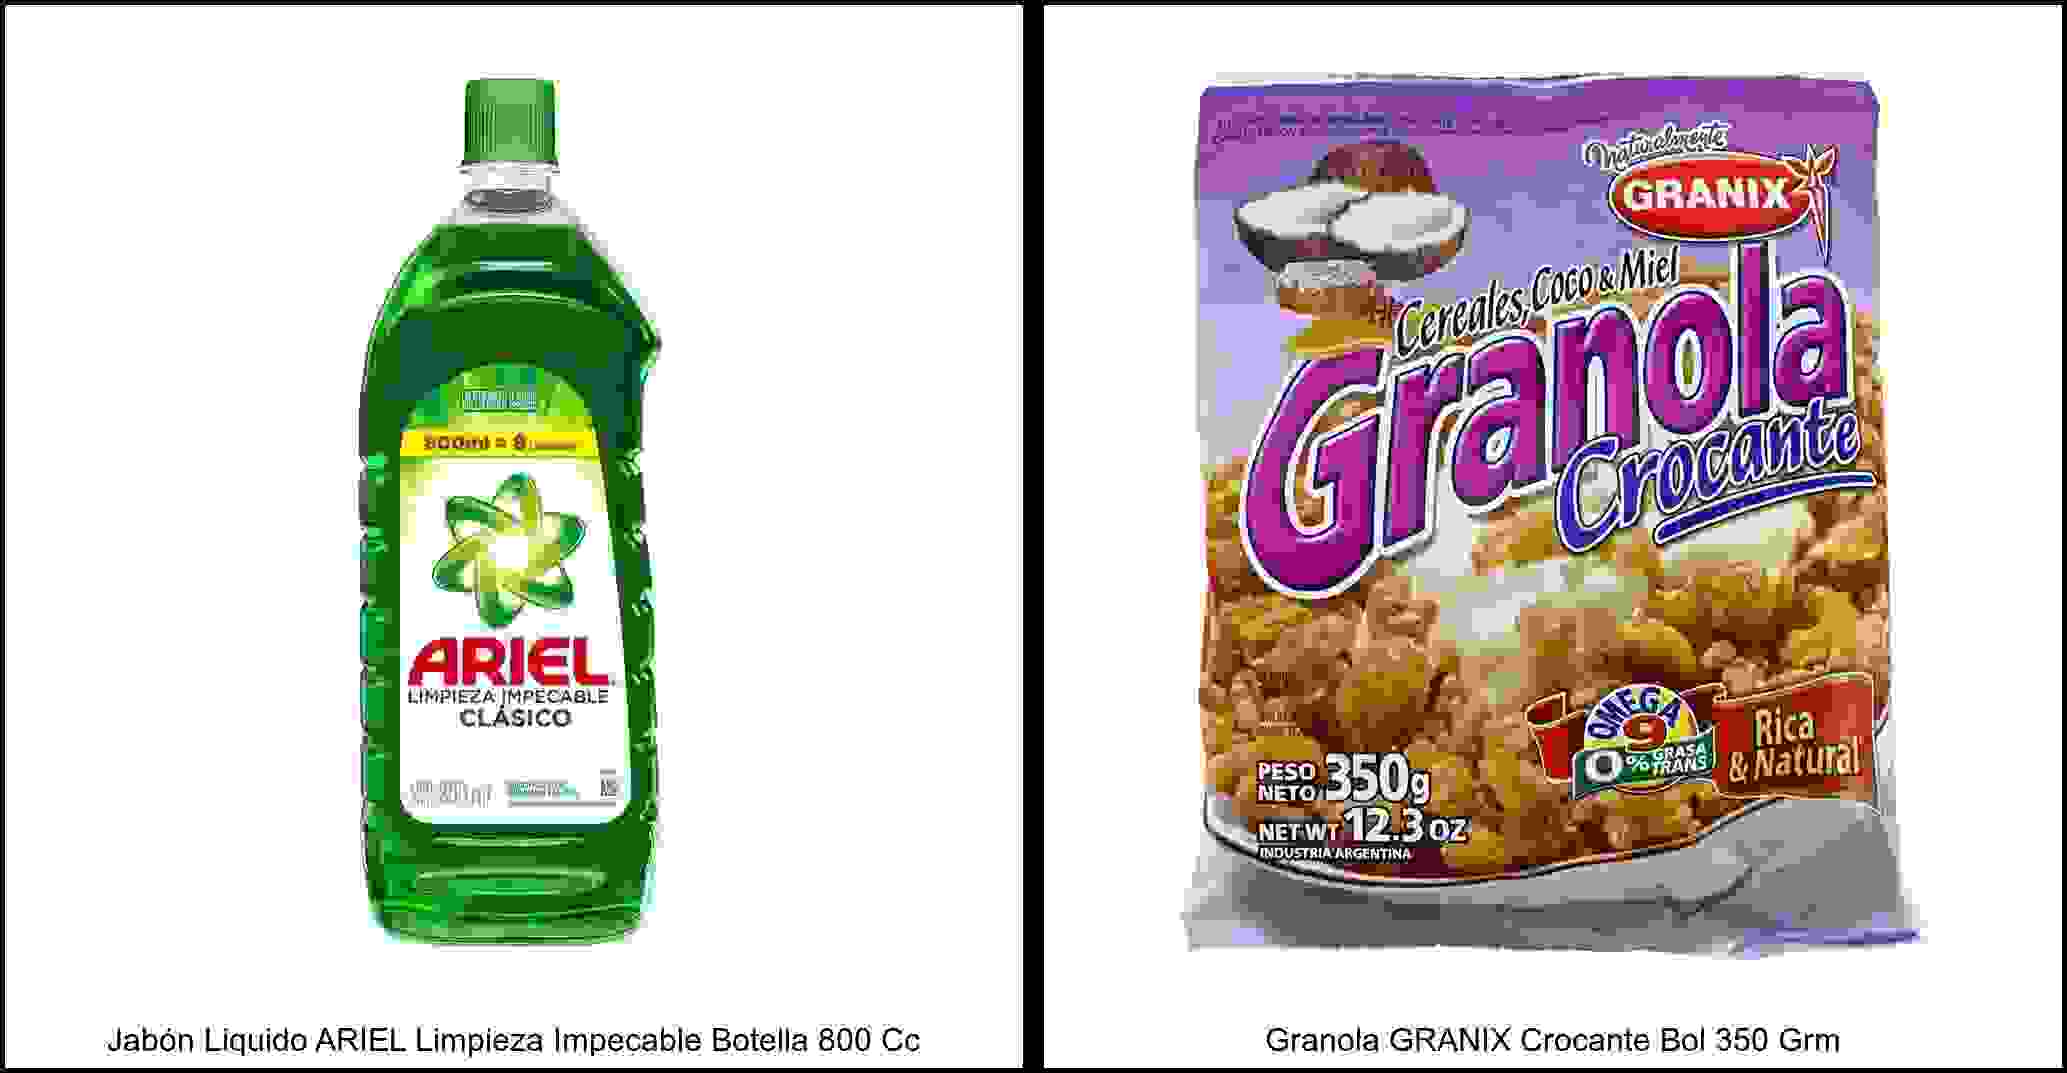 800ml = 8
ARIEL
LIMPIEZA IMPECABLE
CLÁSICO
Jabón Líquido ARIEL Limpieza Impecable Botella 800 Cc
Naturalmente
GRANIX
Cereales, Coco & Miel
Granola
Crocante
OMEGA
9
0% GRASA
TRANS
Rica
& Natural
PESO
NETO 350g
NET WT 12.3 OZ
INDUSTRIA ARGENTINA
Granola GRANIX Crocante Bol 350 Grm